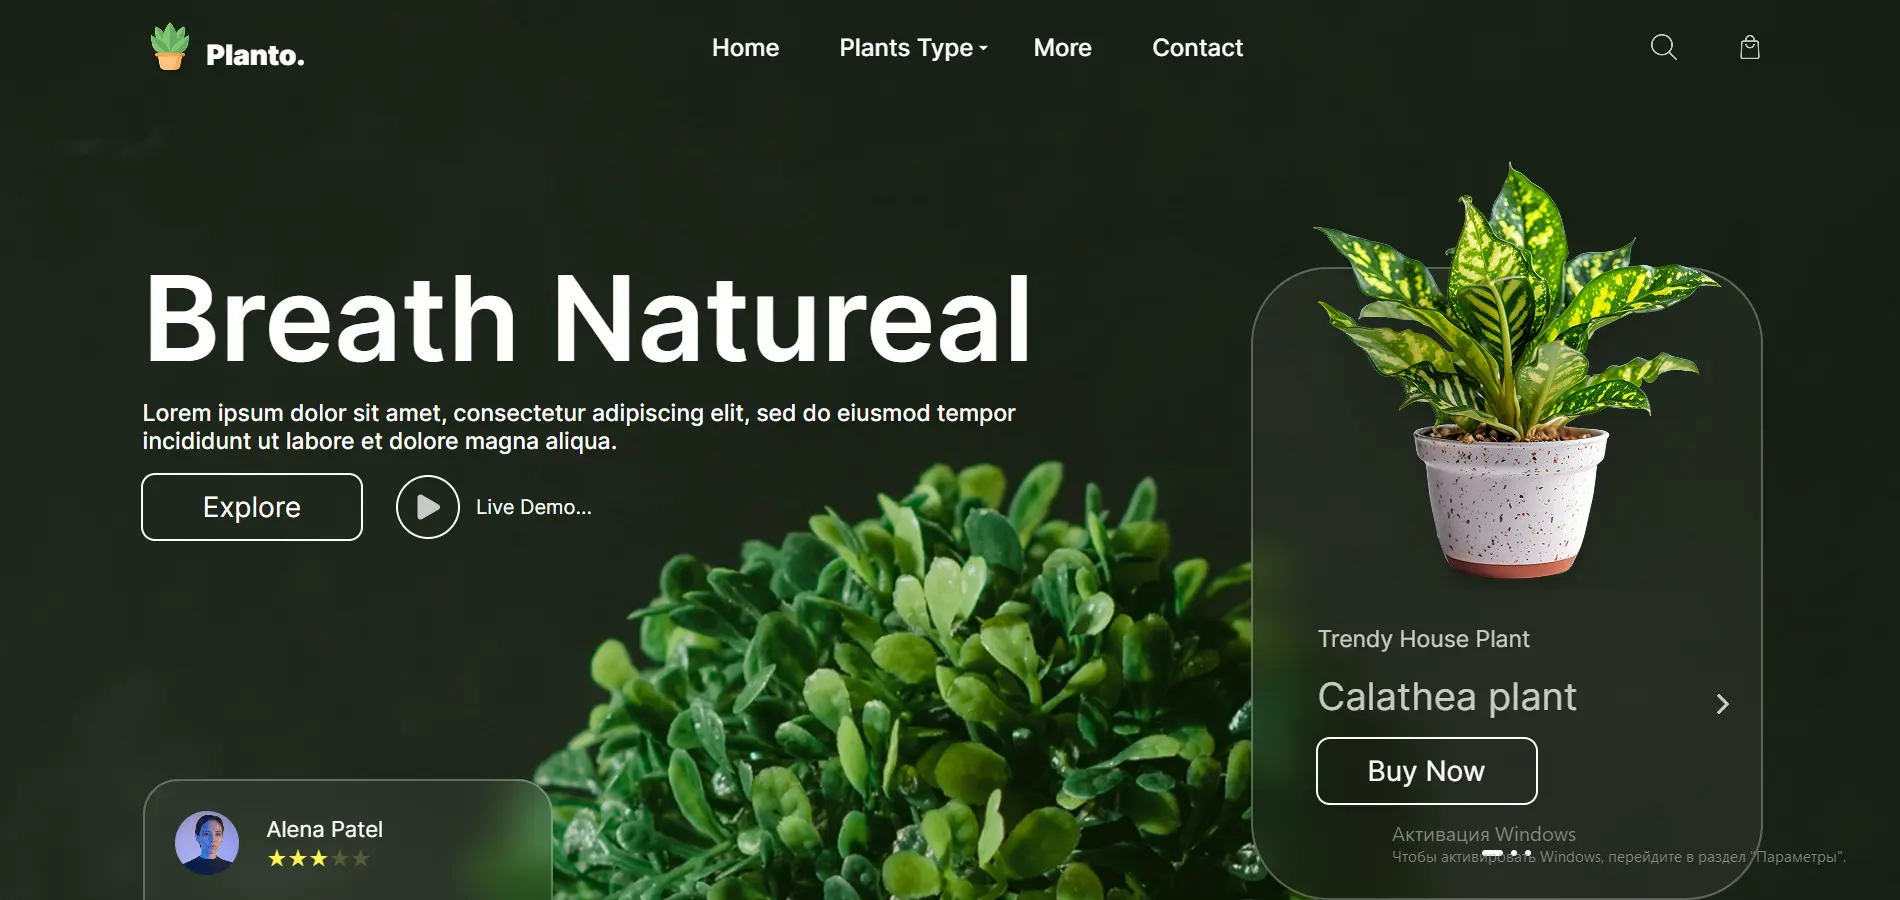 Planto.
Home
Plants Type
More
Contact
Breath Natureal
Lorem ipsum dolor sit amet, consectetur adipiscing elit, sed do eiusmod tempor
incididunt ut labore et dolore magna aliqua.
Explore
Live Demo...
Trendy House Plant
Calathea plant
Buy Now
Alena Patel
Активация Windows
Чтобы активировать Windows, перейдите в раздел "Параметры".